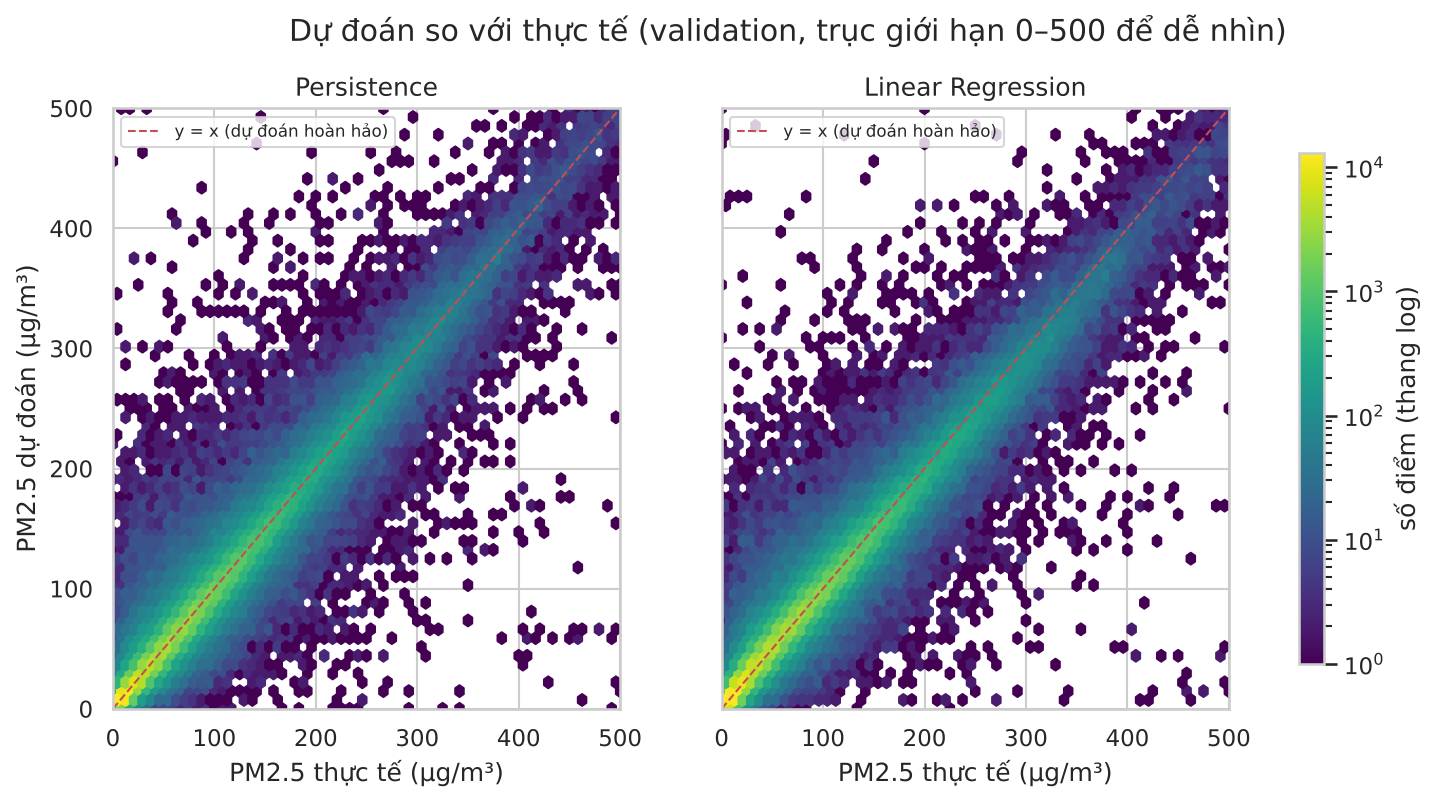 Dự đoán so với thực tế (validation, trục giới hạn 0–500 để dễ nhìn)
Persistence
y = x (dự đoán hoàn hảo)
PM2.5 dự đoán (µg/m³)
500
400
300
200
100
0
0 100 200 300 400 500
PM2.5 thực tế (µg/m³)
Linear Regression
y = x (dự đoán hoàn hảo)
0 100 200 300 400 500
PM2.5 thực tế (µg/m³)
10⁴
10³
10²
10¹
10⁰
số điểm (thang log)